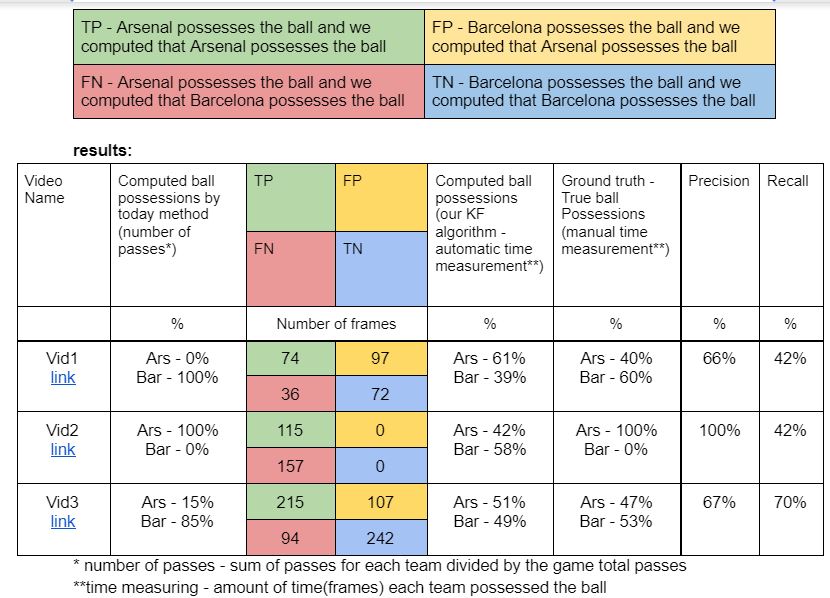 TP - Arsenal possesses the ball and we
computed that Arsenal possesses the ball
FP - Barcelona possesses the ball and we
computed that Arsenal possesses the ball
FN - Arsenal possesses the ball and we
computed that Barcelona possesses the ball
TN - Barcelona possesses the ball and we
computed that Barcelona possesses the ball
results:
Video
Name
Computed ball
possessions by
today method
(number of
passes*)
TP
FP
FN
TN
Computed ball
possessions
(our KF
algorithm -
automatic time
measurement**)
Ground truth -
True ball
Possessions
(manual time
measurement**)
Precision
Recall
%
Number of frames
%
%
%
%
Vid1
link
Ars - 0%
Bar - 100%
74
97
36
72
Ars - 61%
Bar - 39%
Ars - 40%
Bar - 60%
66%
42%
Vid2
link
Ars - 100%
Bar - 0%
115
0
157
0
Ars - 42%
Bar - 58%
Ars - 100%
Bar - 0%
100%
42%
Vid3
link
Ars - 15%
Bar - 85%
215
107
94
242
Ars - 51%
Bar - 49%
Ars - 47%
Bar - 53%
67%
70%
* number of passes - sum of passes for each team divided by the game total passes
**time measuring - amount of time(frames) each team possessed the ball